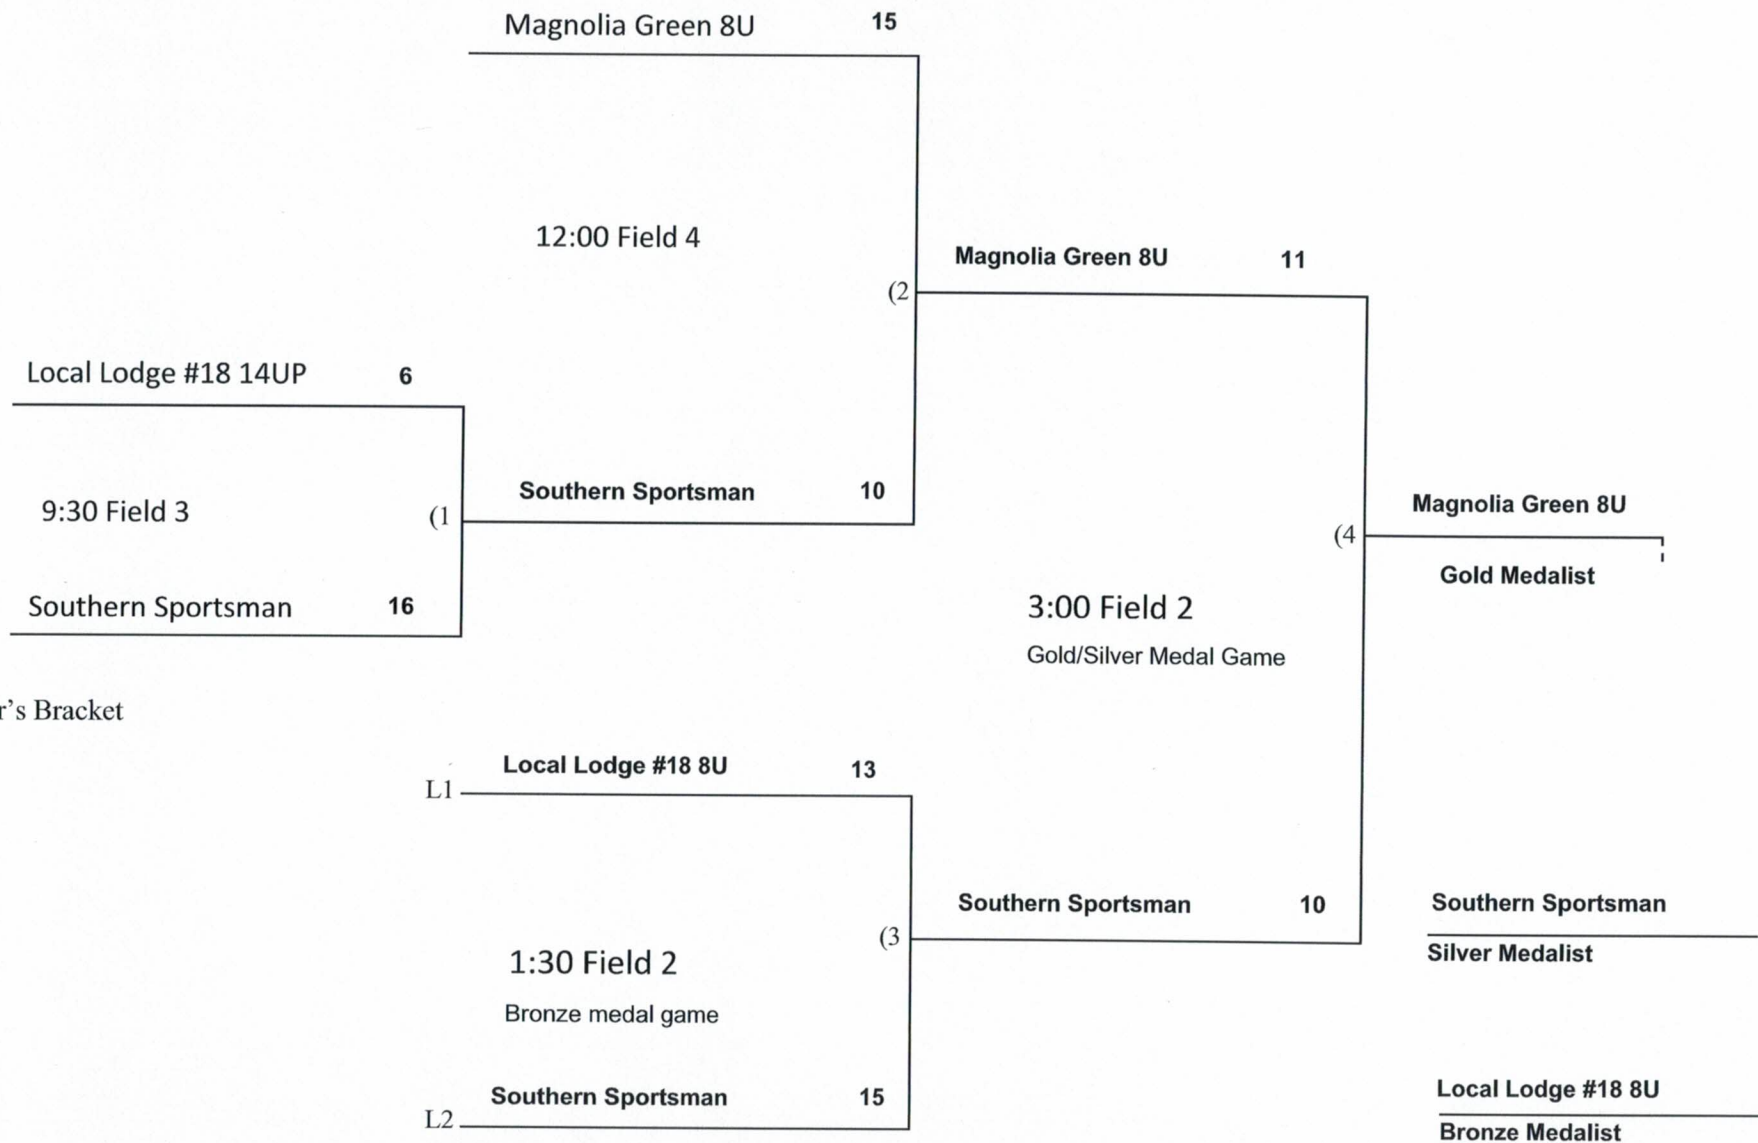 Magnolia Green 8U 15
12:00 Field 4
Magnolia Green 8U 11
(2
Local Lodge #18 14UP 6
Southern Sportsman 10
9:30 Field 3
(1
Magnolia Green 8U
(4
Gold Medalist
Southern Sportsman 16
3:00 Field 2
Gold/Silver Medal Game
r's Bracket
Local Lodge #18 8U 13
L1
Southern Sportsman 10
Southern Sportsman
(3
Silver Medalist
1:30 Field 2
Bronze medal game
Southern Sportsman 15
L2
Local Lodge #18 8U
Bronze Medalist